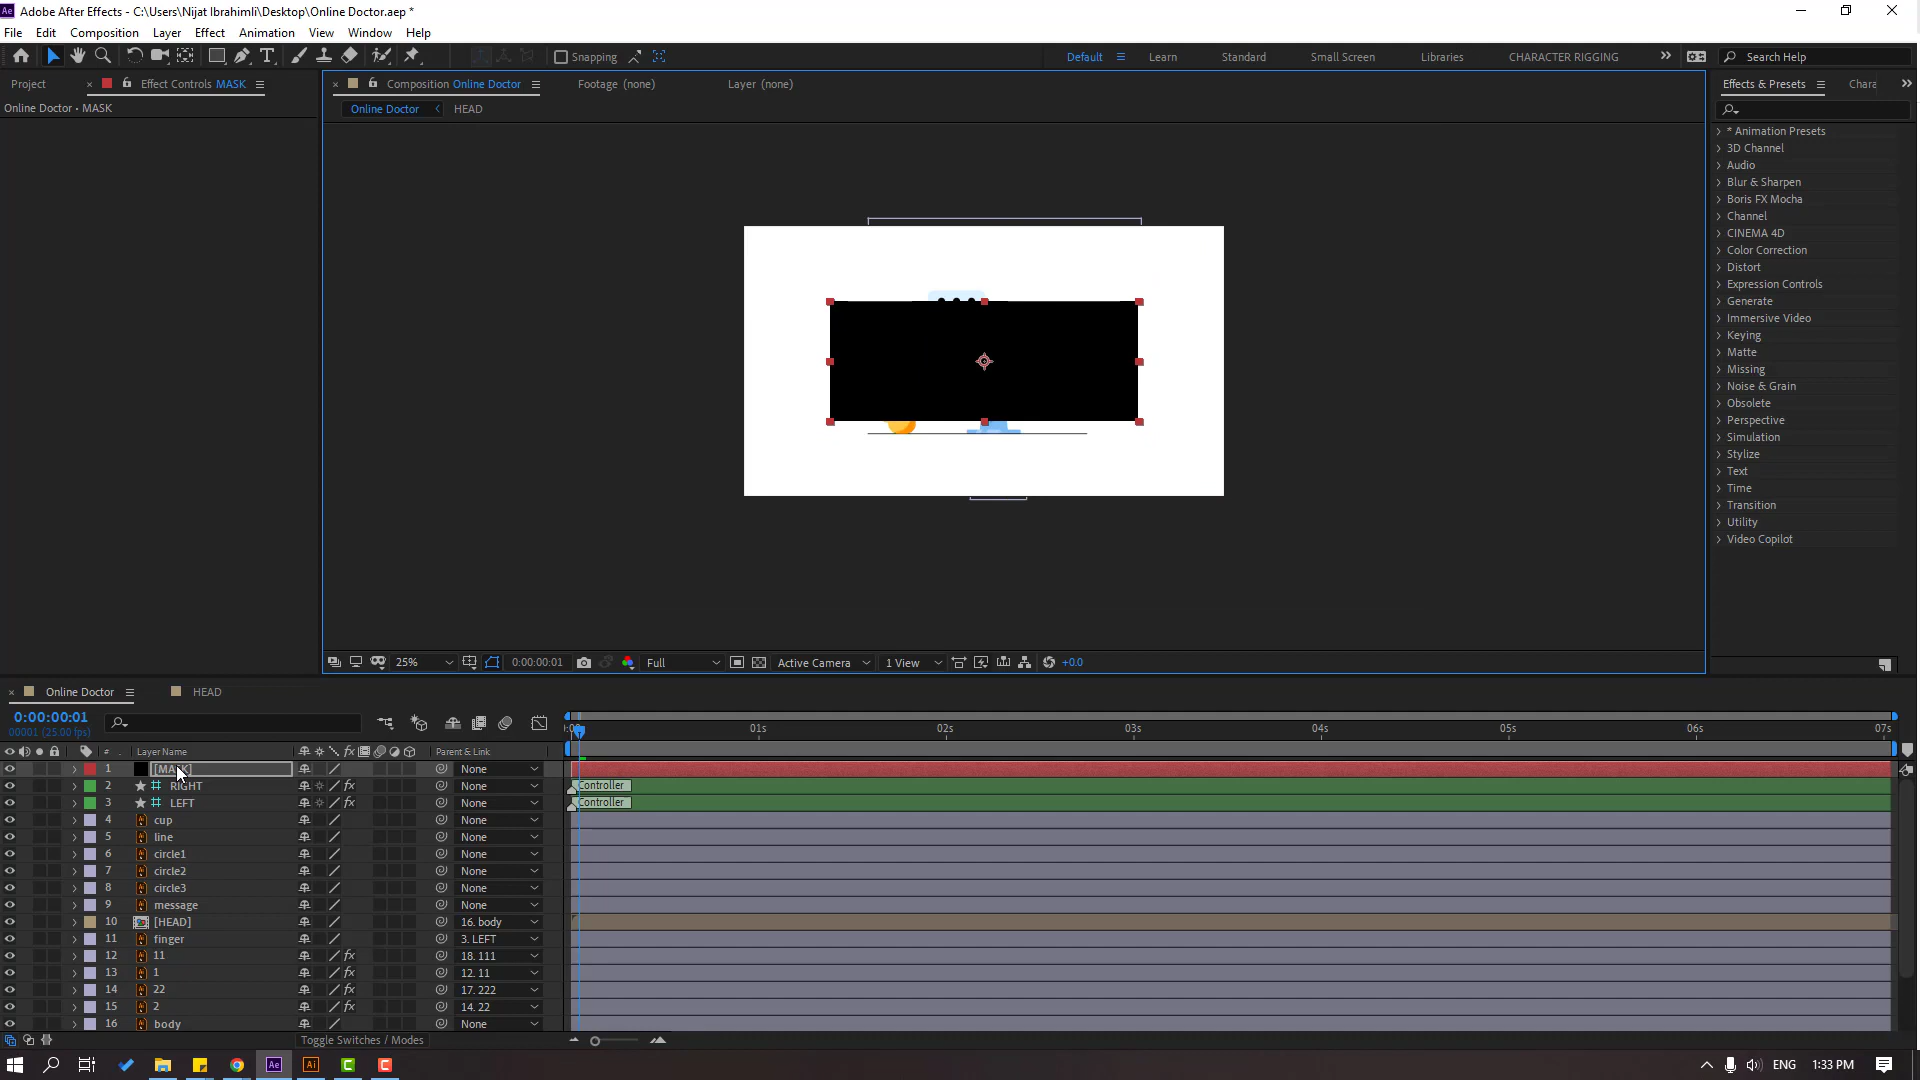 Adobe After Effects - C:\Users\Nijat Ibrahimli\Desktop\Online Doctor.aep *
File Edit Composition Layer Effect Animation View Window Help
Snapping
Default Learn Standard Small Screen Libraries CHARACTER RIGGING
Search Help
Project
Effect Controls MASK
Composition Online Doctor
Footage (none)
Layer (none)
Effects & Presets
Chara
Online Doctor • MASK
Online Doctor
HEAD
* Animation Presets
3D Channel
Audio
Blur & Sharpen
Boris FX Mocha
Channel
CINEMA 4D
Color Correction
Distort
Expression Controls
Generate
Immersive Video
Keying
Matte
Missing
Noise & Grain
Obsolete
Perspective
Simulation
Stylize
Text
Time
Transition
Utility
Video Copilot
25%
0:00:00:01
Full
Active Camera
1 View
+0.0
Online Doctor
HEAD
0:00:00:01
00001 (25.00 fps)
01s 02s 03s 04s 05s 06s 07s
# Layer Name Parent & Link
1 [MASK] None
2 RIGHT None Controller
3 LEFT None Controller
4 cup None
5 line None
6 circle1 None
7 circle2 None
8 circle3 None
9 message None
10 [HEAD] 16. body
11 finger 3. LEFT
12 11 18. 111
13 1 12. 11
14 22 17. 222
15 2 14. 22
16 body None
Toggle Switches / Modes
Ae Ai C C
ENG 1:33 PM